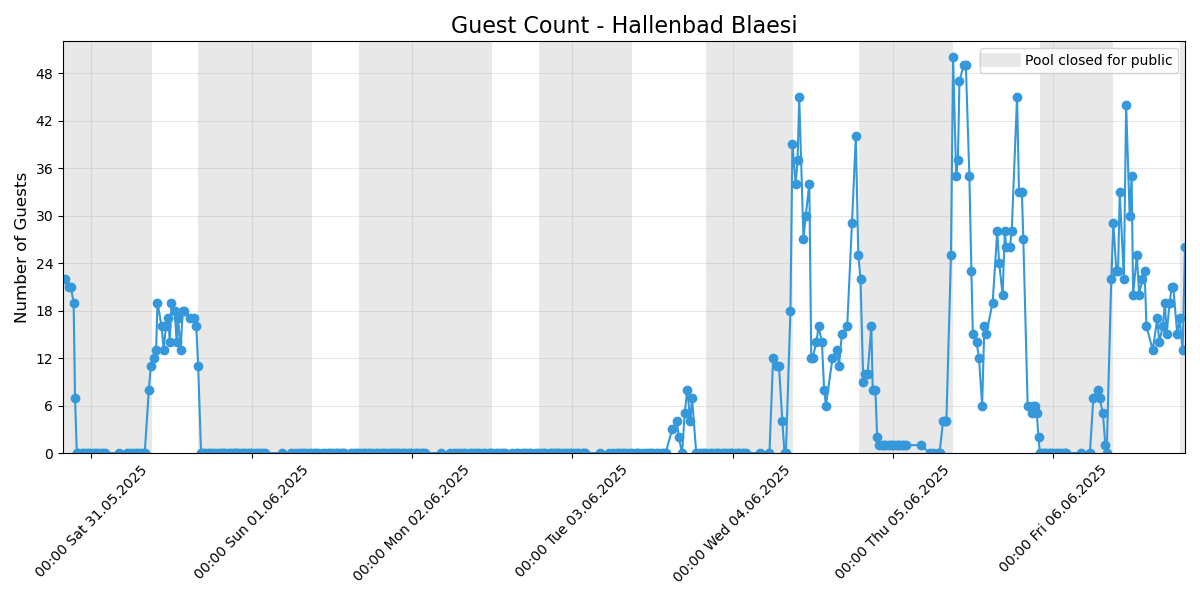 Guest Count - Hallenbad Blaesi
Pool closed for public
Number of Guests
48
42
36
30
24
18
12
6
0
00:00 Sat 31.05.2025
00:00 Sun 01.06.2025
00:00 Mon 02.06.2025
00:00 Tue 03.06.2025
00:00 Wed 04.06.2025
00:00 Thu 05.06.2025
00:00 Fri 06.06.2025